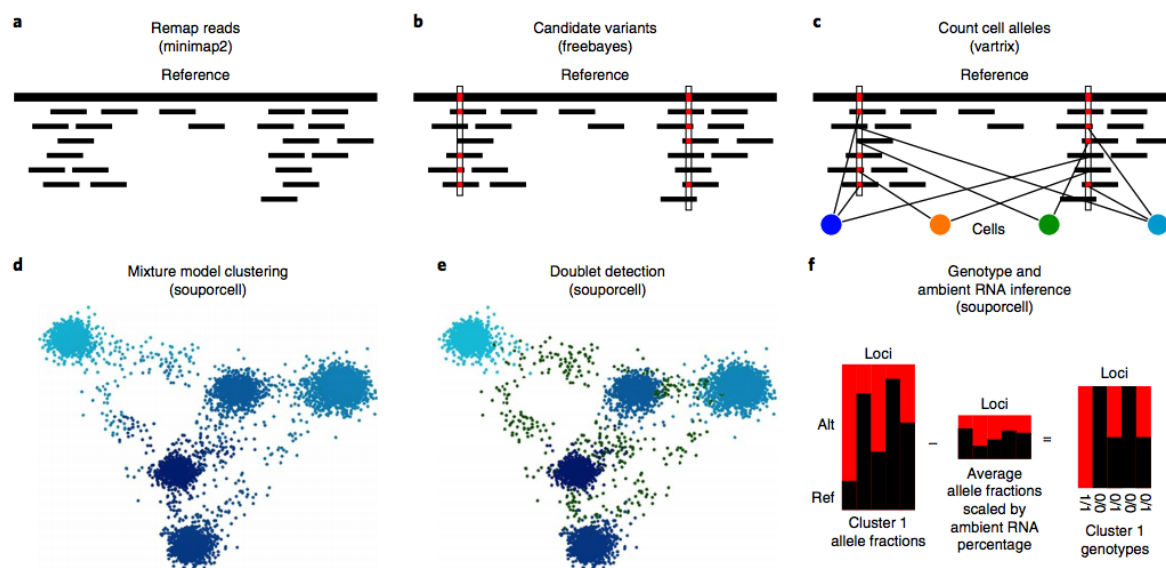 a
Remap reads
(minimap2)
Reference
b
Candidate variants
(freebayes)
Reference
c
Count cell alleles
(vartrix)
Reference
Cells
d
Mixture model clustering
(souporcell)
e
Doublet detection
(souporcell)
f
Genotype and
ambient RNA inference
(souporcell)
Loci
Alt
Ref
Cluster 1
allele fractions
–
Loci
Average
allele fractions
scaled by
ambient RNA
percentage
=
Loci
1/1
0/0
0/1
0/0
0/1
Cluster 1
genotypes